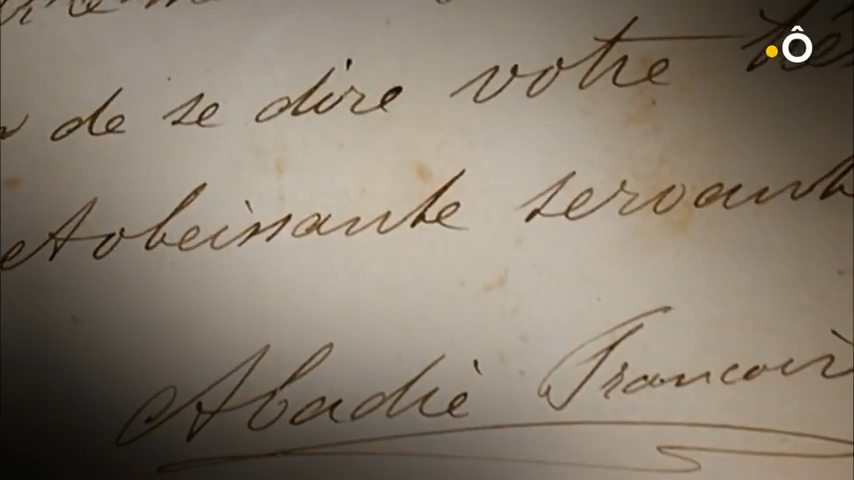 Ô
de se dire votre
obeissante servante
Abadie François